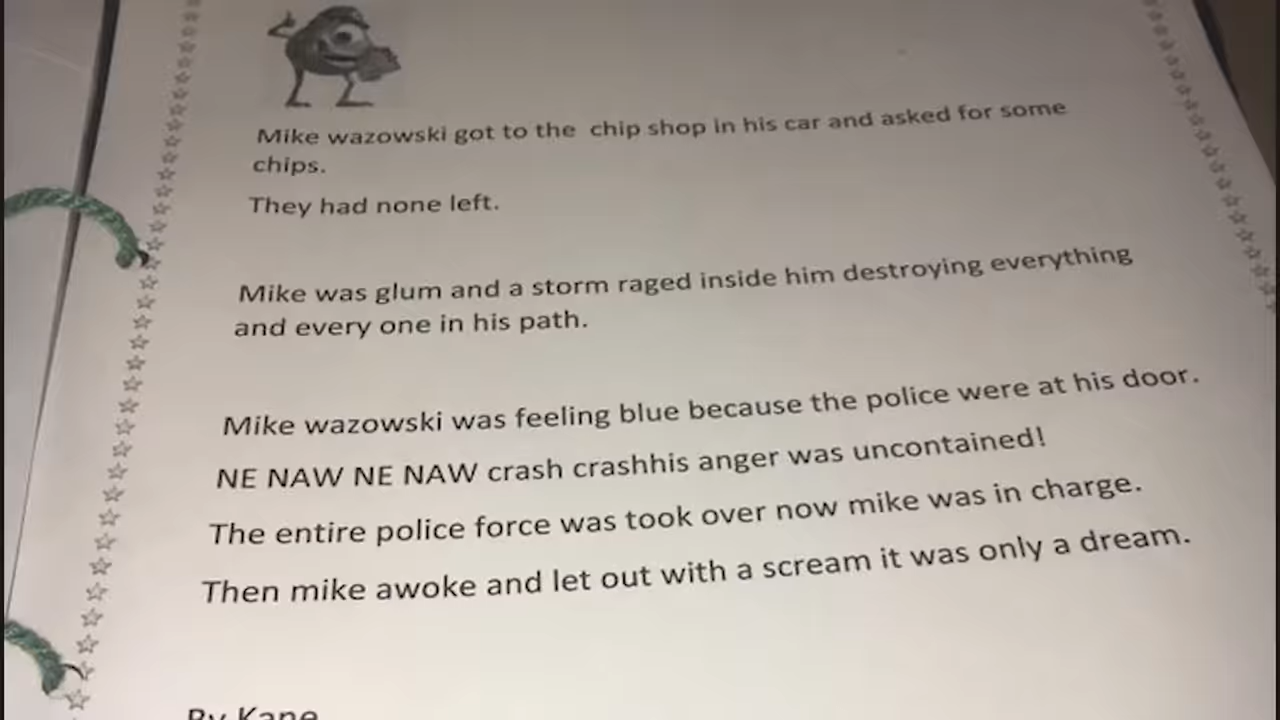 Mike wazowski got to the chip shop in his car and asked for some
chips.
They had none left.
Mike was glum and a storm raged inside him destroying everything
and every one in his path.
Mike wazowski was feeling blue because the police were at his door.
NE NAW NE NAW crash crashhis anger was uncontained!
The entire police force was took over now mike was in charge.
Then mike awoke and let out with a scream it was only a dream.
By Kane